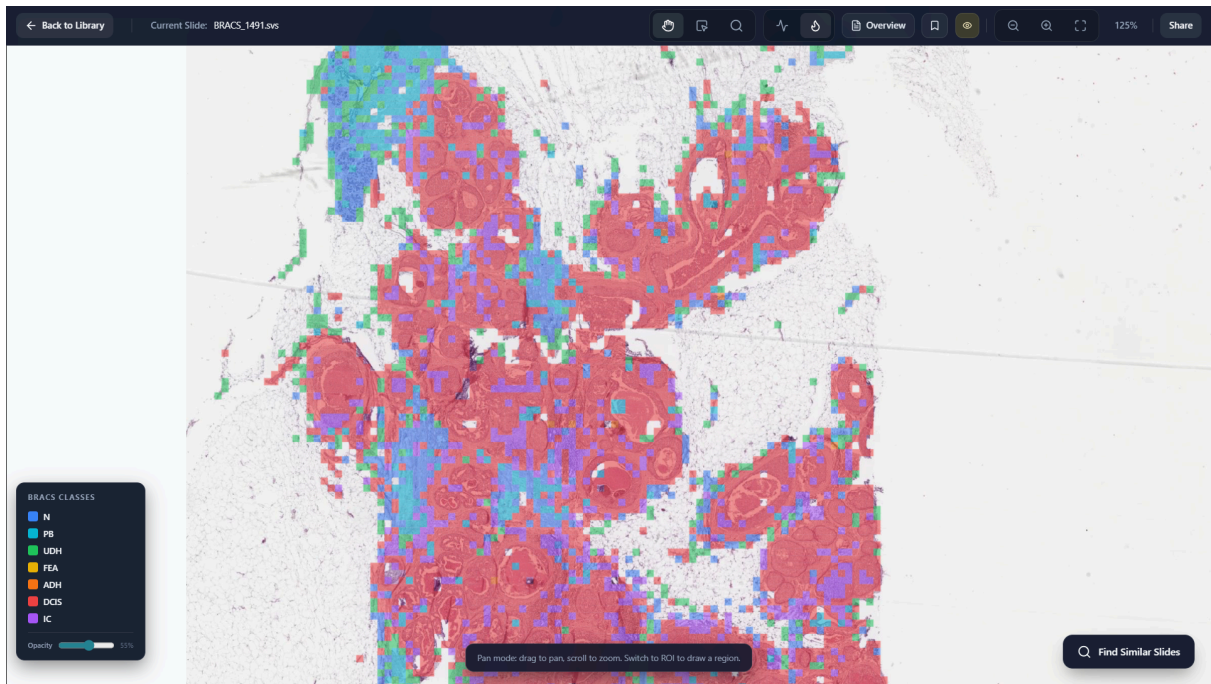 Back to Library
Current Slide: BRACS_1491.svs
Overview
125%
Share
BRACS CLASSES
N
PB
UDH
FEA
ADH
DCIS
IC
Opacity 55%
Pan mode: drag to pan, scroll to zoom. Switch to ROI to draw a region.
Find Similar Slides